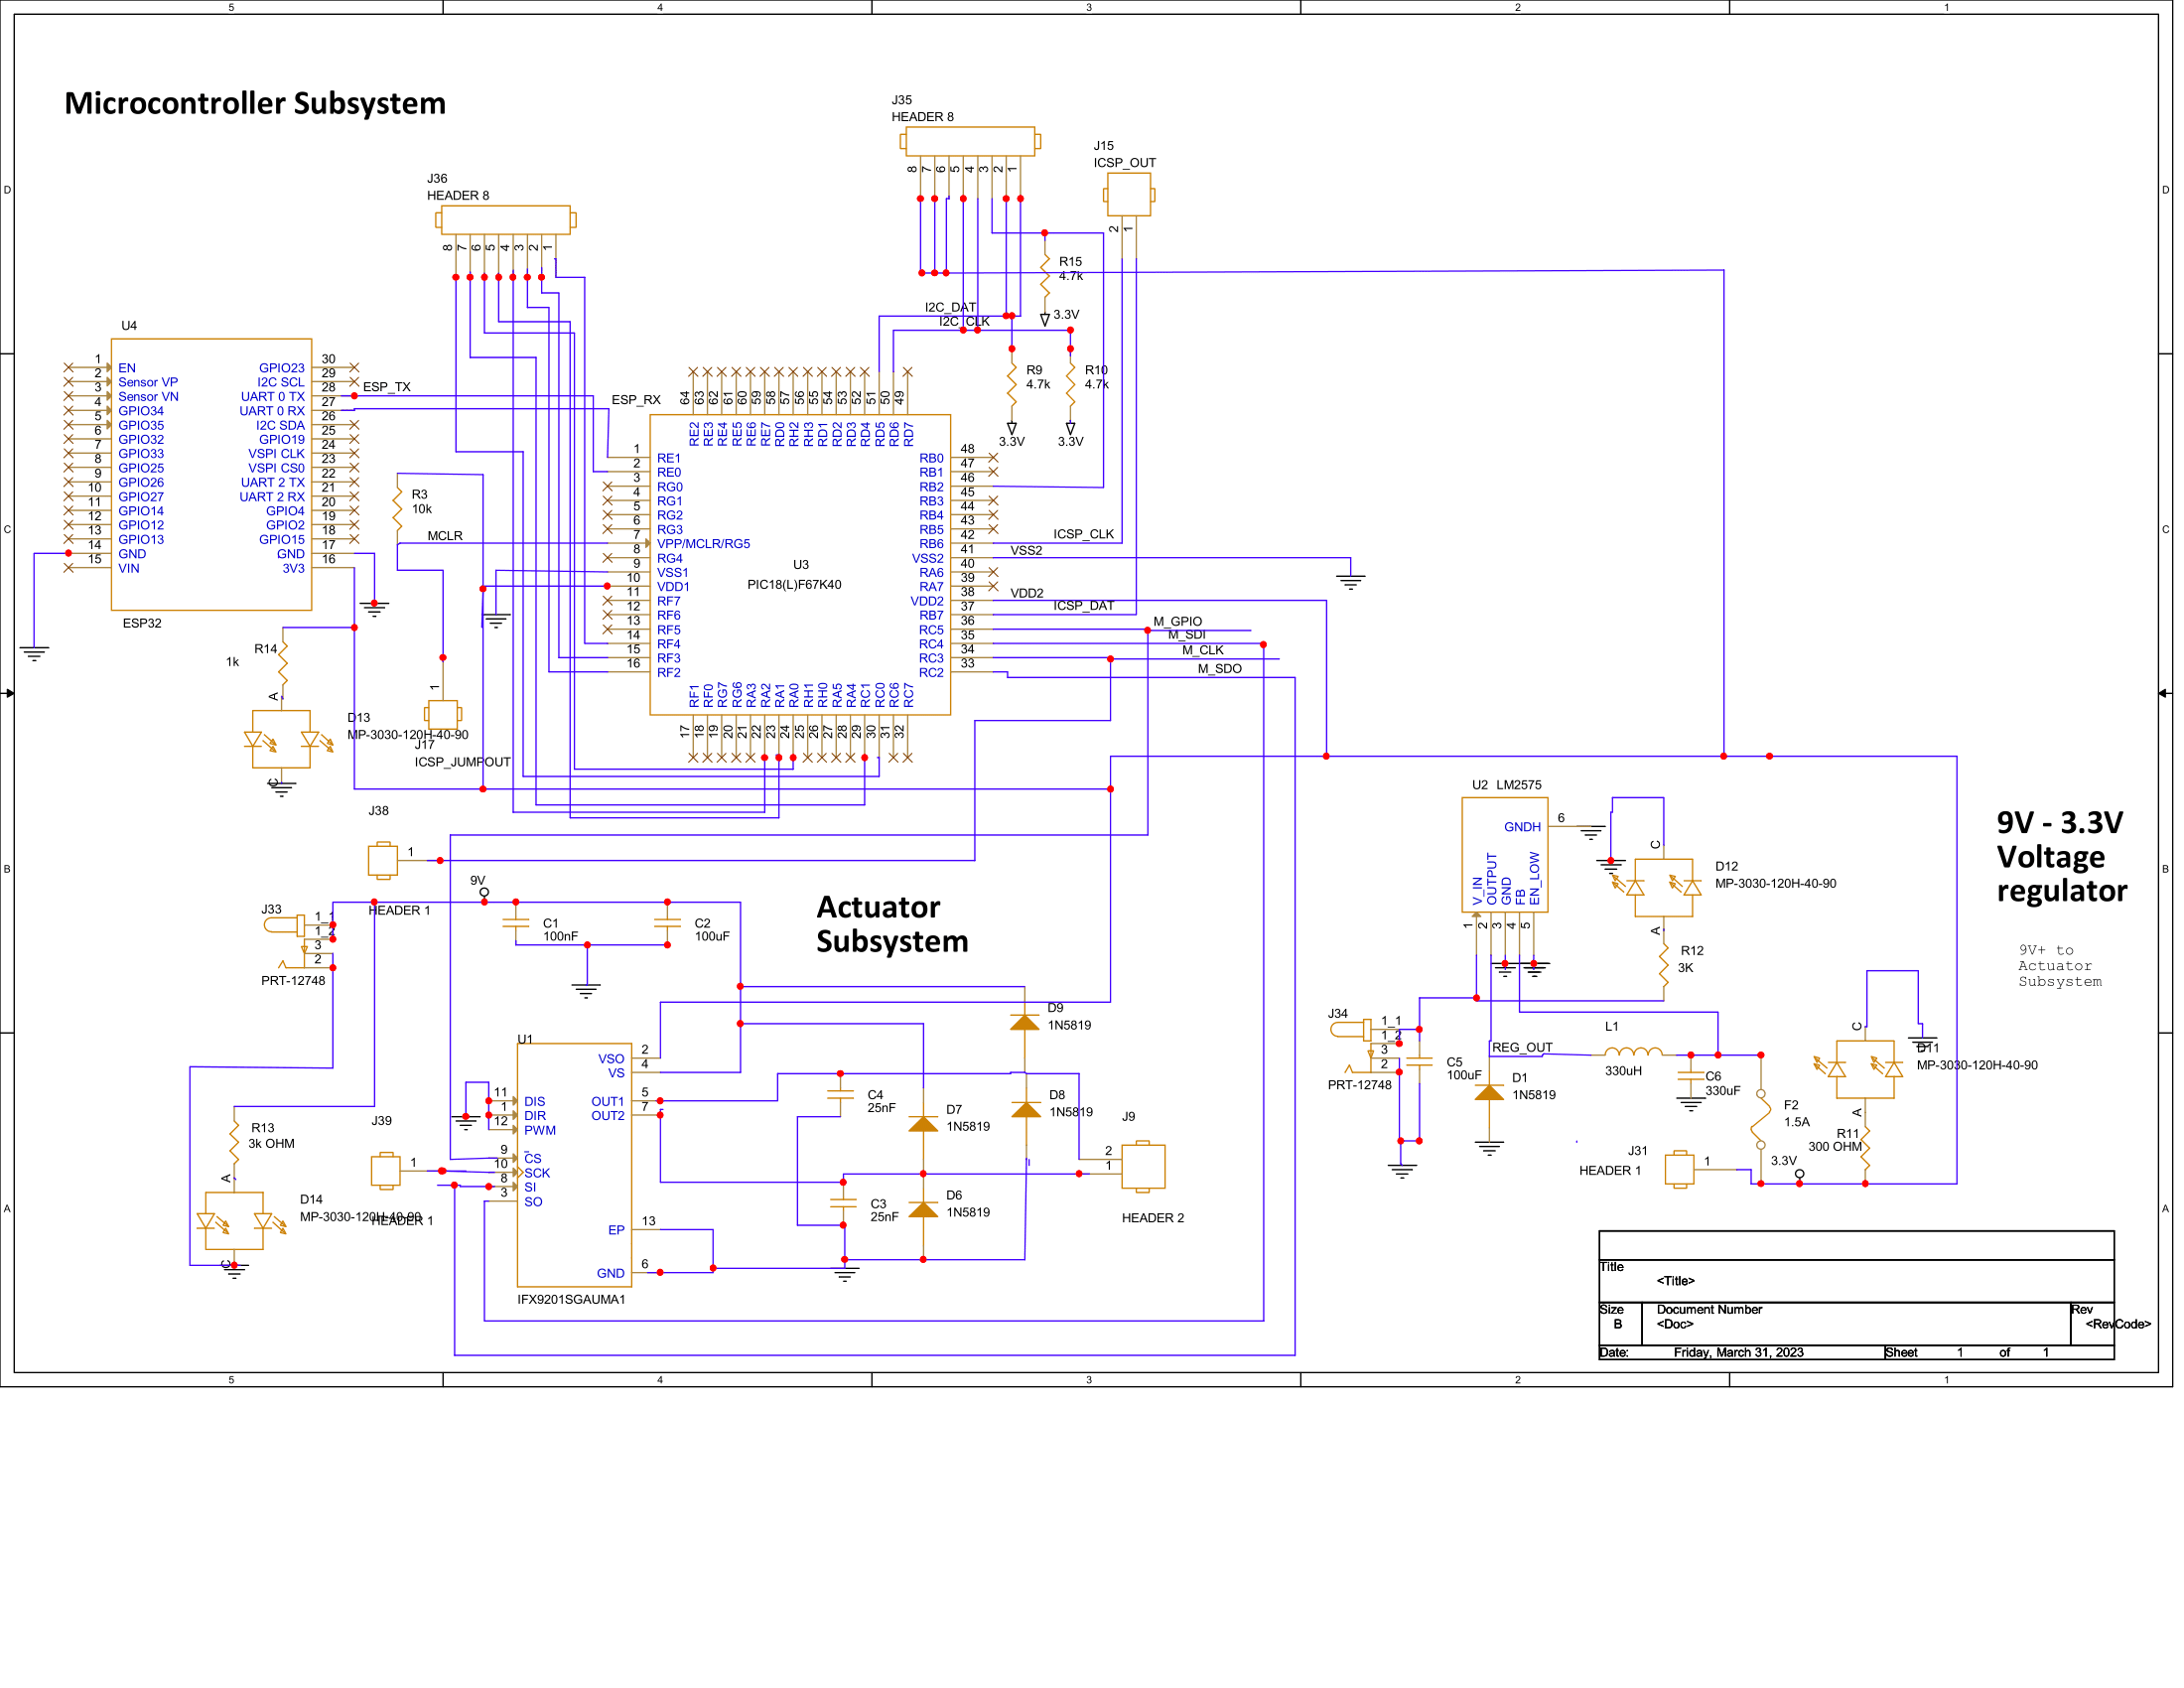 5 4 3 2 1
Microcontroller Subsystem
J35
HEADER 8
8 7 6 5 4 3 2 1
J15
ICSP_OUT
2 1
D
D
J36
HEADER 8
8 7 6 5 4 3 2 1
R15
4.7k
3.3V
I2C_DAT
I2C_CLK
R9
4.7k
3.3V
R10
4.7k
3.3V
U4
1 EN
2 Sensor VP
3 Sensor VN
4 GPIO34
5 GPIO35
6 GPIO32
7 GPIO33
8 GPIO25
9 GPIO26
10 GPIO27
11 GPIO14
12 GPIO12
13 GPIO13
14 GND
15 VIN
GPIO23 30
I2C SCL 29
UART 0 TX 28
UART 0 RX 27
I2C SDA 26
GPIO19 25
VSPI CLK 24
VSPI CS0 23
UART 2 TX 22
UART 2 RX 21
GPIO4 20
GPIO2 19
GPIO15 18
GND 17
3V3 16
ESP32
ESP_TX
ESP_RX
R3
10k
MCLR
64 63 62 61 60 59 58 57 56 55 54 53 52 51 50 49
RE2 RE3 RE4 RE5 RE6 RE7 RD0 RH2 RH3 RD1 RD2 RD3 RD4 RD5 RD6 RD7
1 RE1
2 RE0
3 RG0
4 RG1
5 RG2
6 RG3
7 VPP/MCLR/RG5
8 RG4
9 VSS1
10 VDD1
11 RF7
12 RF6
13 RF5
14 RF4
15 RF3
16 RF2
U3
PIC18(L)F67K40
RB0 48
RB1 47
RB2 46
RB3 45
RB4 44
RB5 43
RB6 42
VSS2 41
RA6 40
RA7 39
VDD2 38
RB7 37
RC5 36
RC4 35
RC3 34
RC2 33
RF1 RF0 RG7 RG6 RA3 RA2 RA1 RA0 RH1 RH0 RA5 RA4 RC1 RC0 RC6 RC7
17 18 19 20 21 22 23 24 25 26 27 28 29 30 31 32
ICSP_CLK
VSS2
VDD2
ICSP_DAT
M_GPIO
M_SDI
M_CLK
M_SDO
C
C
R14
1k
A
C
D13
MP-3030-120H-40-90
1
J17
ICSP_JUMPOUT
J38
1
HEADER 1
B
B
9V
J33
1_1
1_2
3
2
PRT-12748
C1
100nF
C2
100uF
Actuator
Subsystem
U2 LM2575
GNDH 6
V_IN OUTPUT GND FB EN_LOW
1 2 3 4 5
C
A
D12
MP-3030-120H-40-90
R12
3K
9V - 3.3V
Voltage
regulator
9V+ to
Actuator
Subsystem
D9
1N5819
U1
VSO 2
VS 4
OUT1 5
OUT2 7
EP 13
GND 6
11 DIS
1 DIR
12 PWM
9 CS
10 SCK
8 SI
3 SO
IFX9201SGAUMA1
R13
3k OHM
A
C
D14
MP-3030-120H-40-90
J39
1
HEADER 1
C4
25nF
D7
1N5819
D8
1N5819
C3
25nF
D6
1N5819
J9
2
1
HEADER 2
J34
1_1
1_2
3
2
PRT-12748
C5
100uF
REG_OUT
D1
1N5819
L1
330uH
C6
330uF
F2
1.5A
J31
HEADER 1
1
3.3V
C
A
D11
MP-3030-120H-40-90
R11
300 OHM
A
A
Title
<Title>
Size
B
Document Number
<Doc>
Rev
<RevCode>
Date: Friday, March 31, 2023 Sheet 1 of 1
5 4 3 2 1